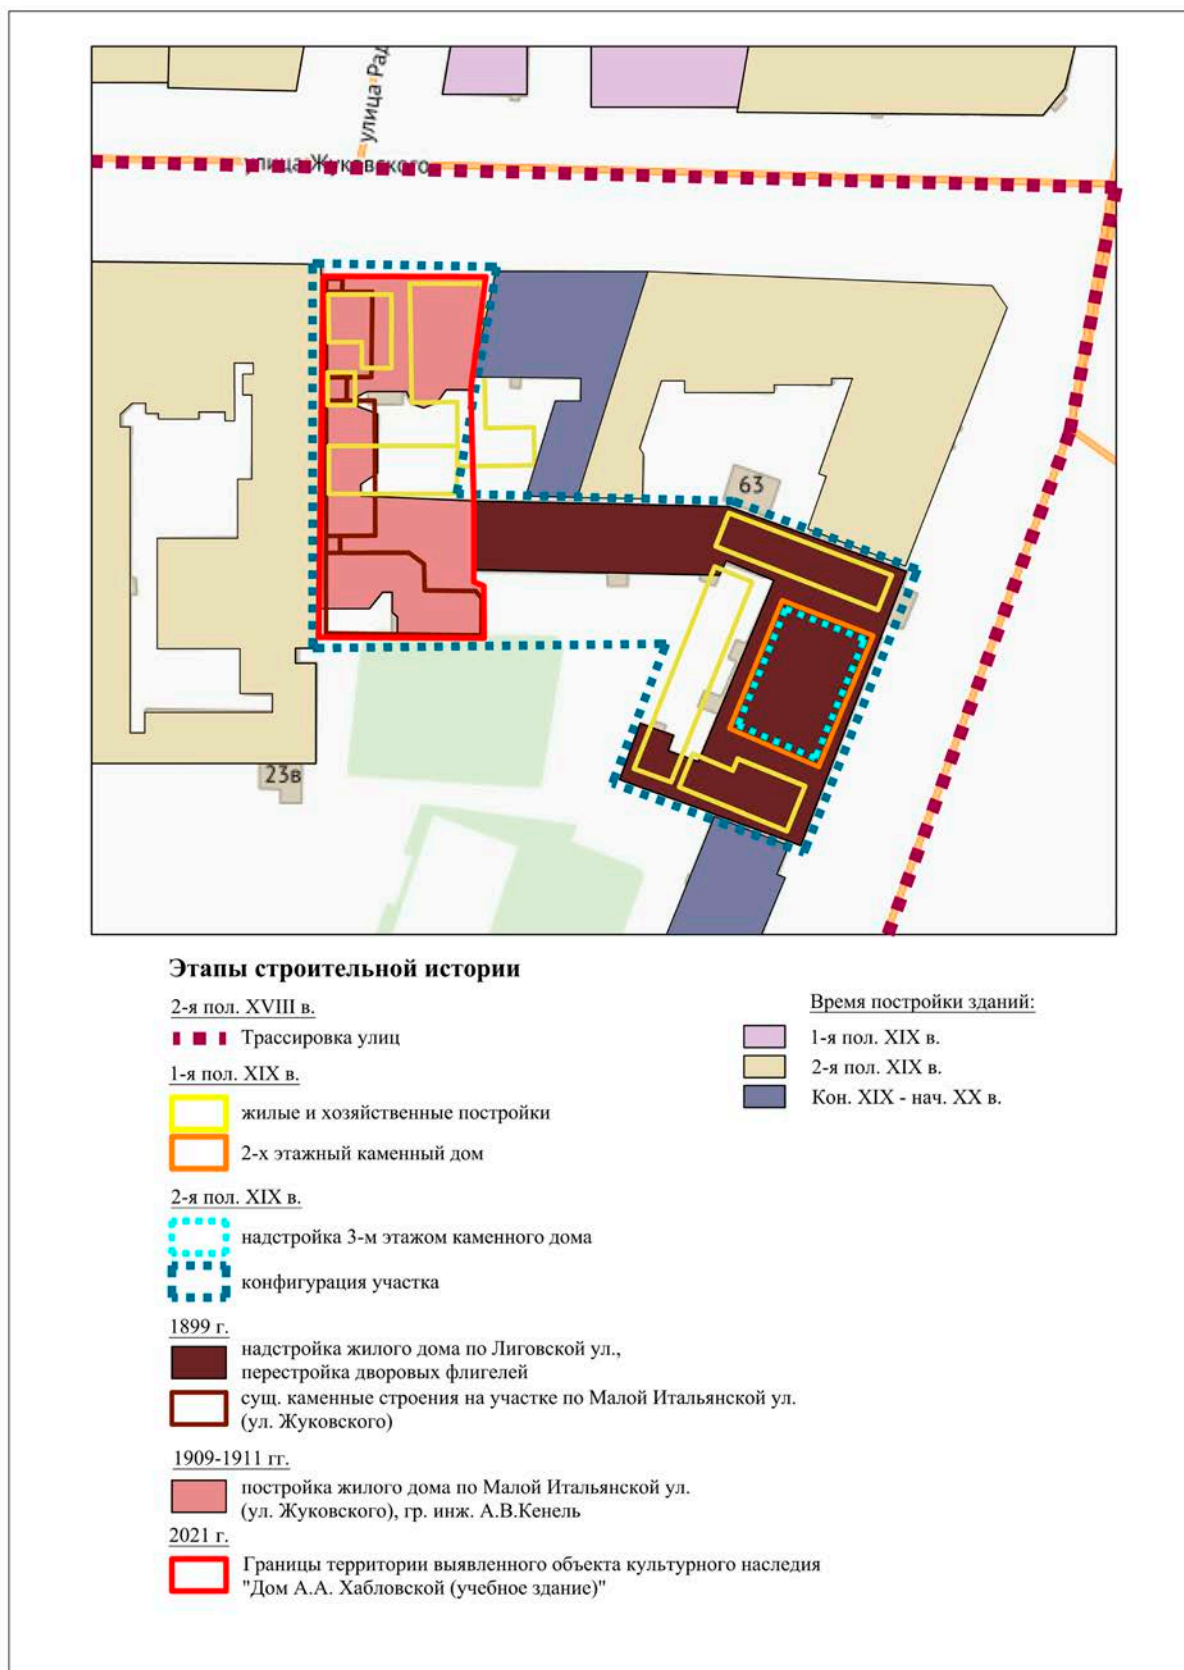 улица Рад
улица Жуковского
63
23в
Этапы строительной истории
2-я пол. XVIII в.
Трассировка улиц
1-я пол. XIX в.
жилые и хозяйственные постройки
2-х этажный каменный дом
2-я пол. XIX в.
надстройка 3-м этажом каменного дома
конфигурация участка
1899 г.
надстройка жилого дома по Лиговской ул.,
перестройка дворовых флигелей
сущ. каменные строения на участке по Малой Итальянской ул.
(ул. Жуковского)
1909-1911 гг.
постройка жилого дома по Малой Итальянской ул.
(ул. Жуковского), гр. инж. А.В.Кенель
2021 г.
Границы территории выявленного объекта культурного наследия
"Дом А.А. Хабловской (учебное здание)"
Время постройки зданий:
1-я пол. XIX в.
2-я пол. XIX в.
Кон. XIX - нач. XX в.